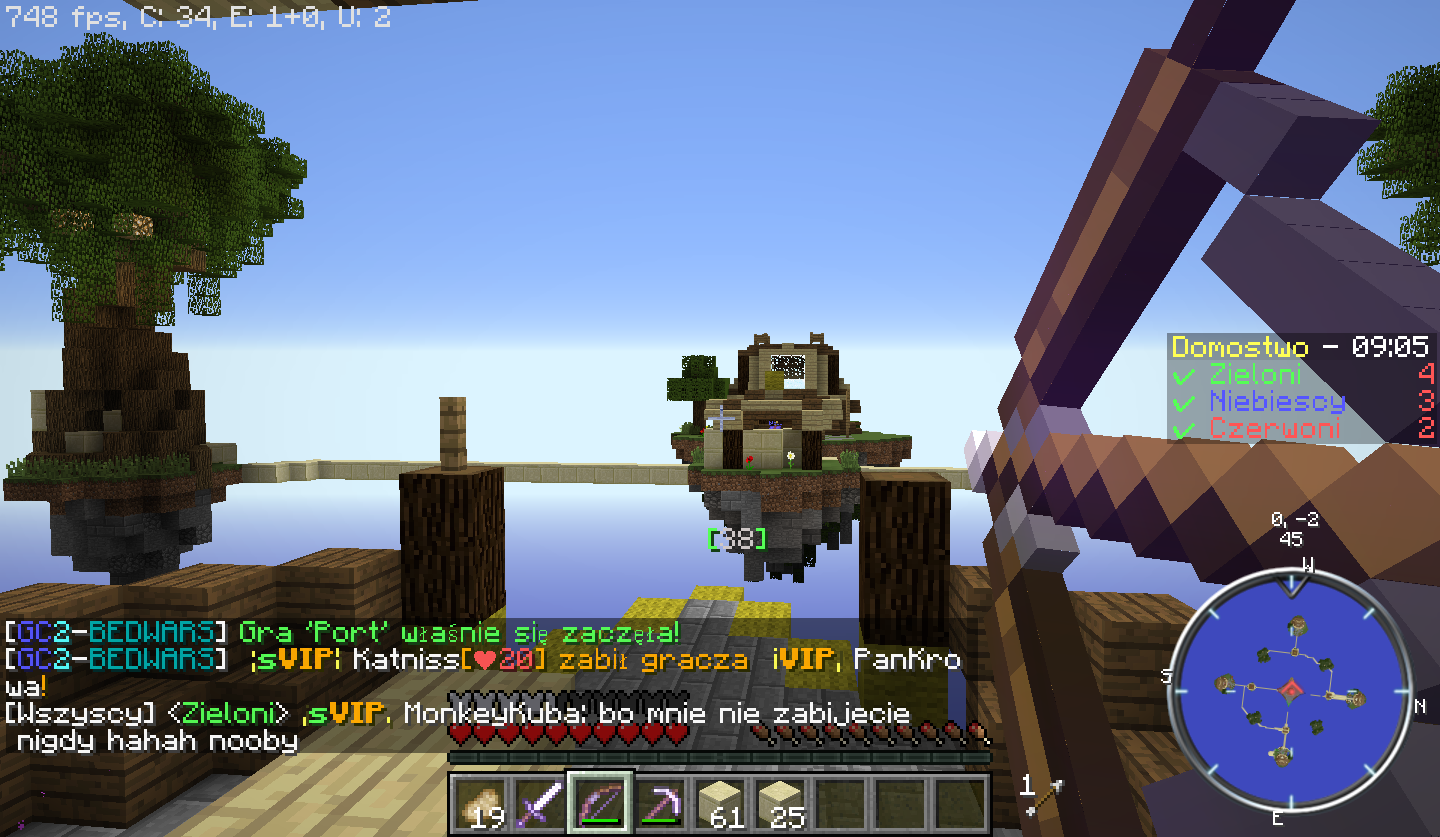 748 fps, C: 34, E: 1+0, U: 2
Domostwo - 09:05
Zieloni 4
Niebiescy 3
Czerwoni 2
[38]
0, -2
45
W
S
N
E
[GC2-BEDWARS] Gra 'Port' właśnie się zaczęła!
[GC2-BEDWARS] ¦sVIP¦ Katniss[❤20] zabił gracza iVIP, PanKro
wa!
[Wszyscy] <Zieloni> ,sVIP. MonkeyKuba: bo mnie nie zabijecie
nigdy hahah nooby
19
61
25
1